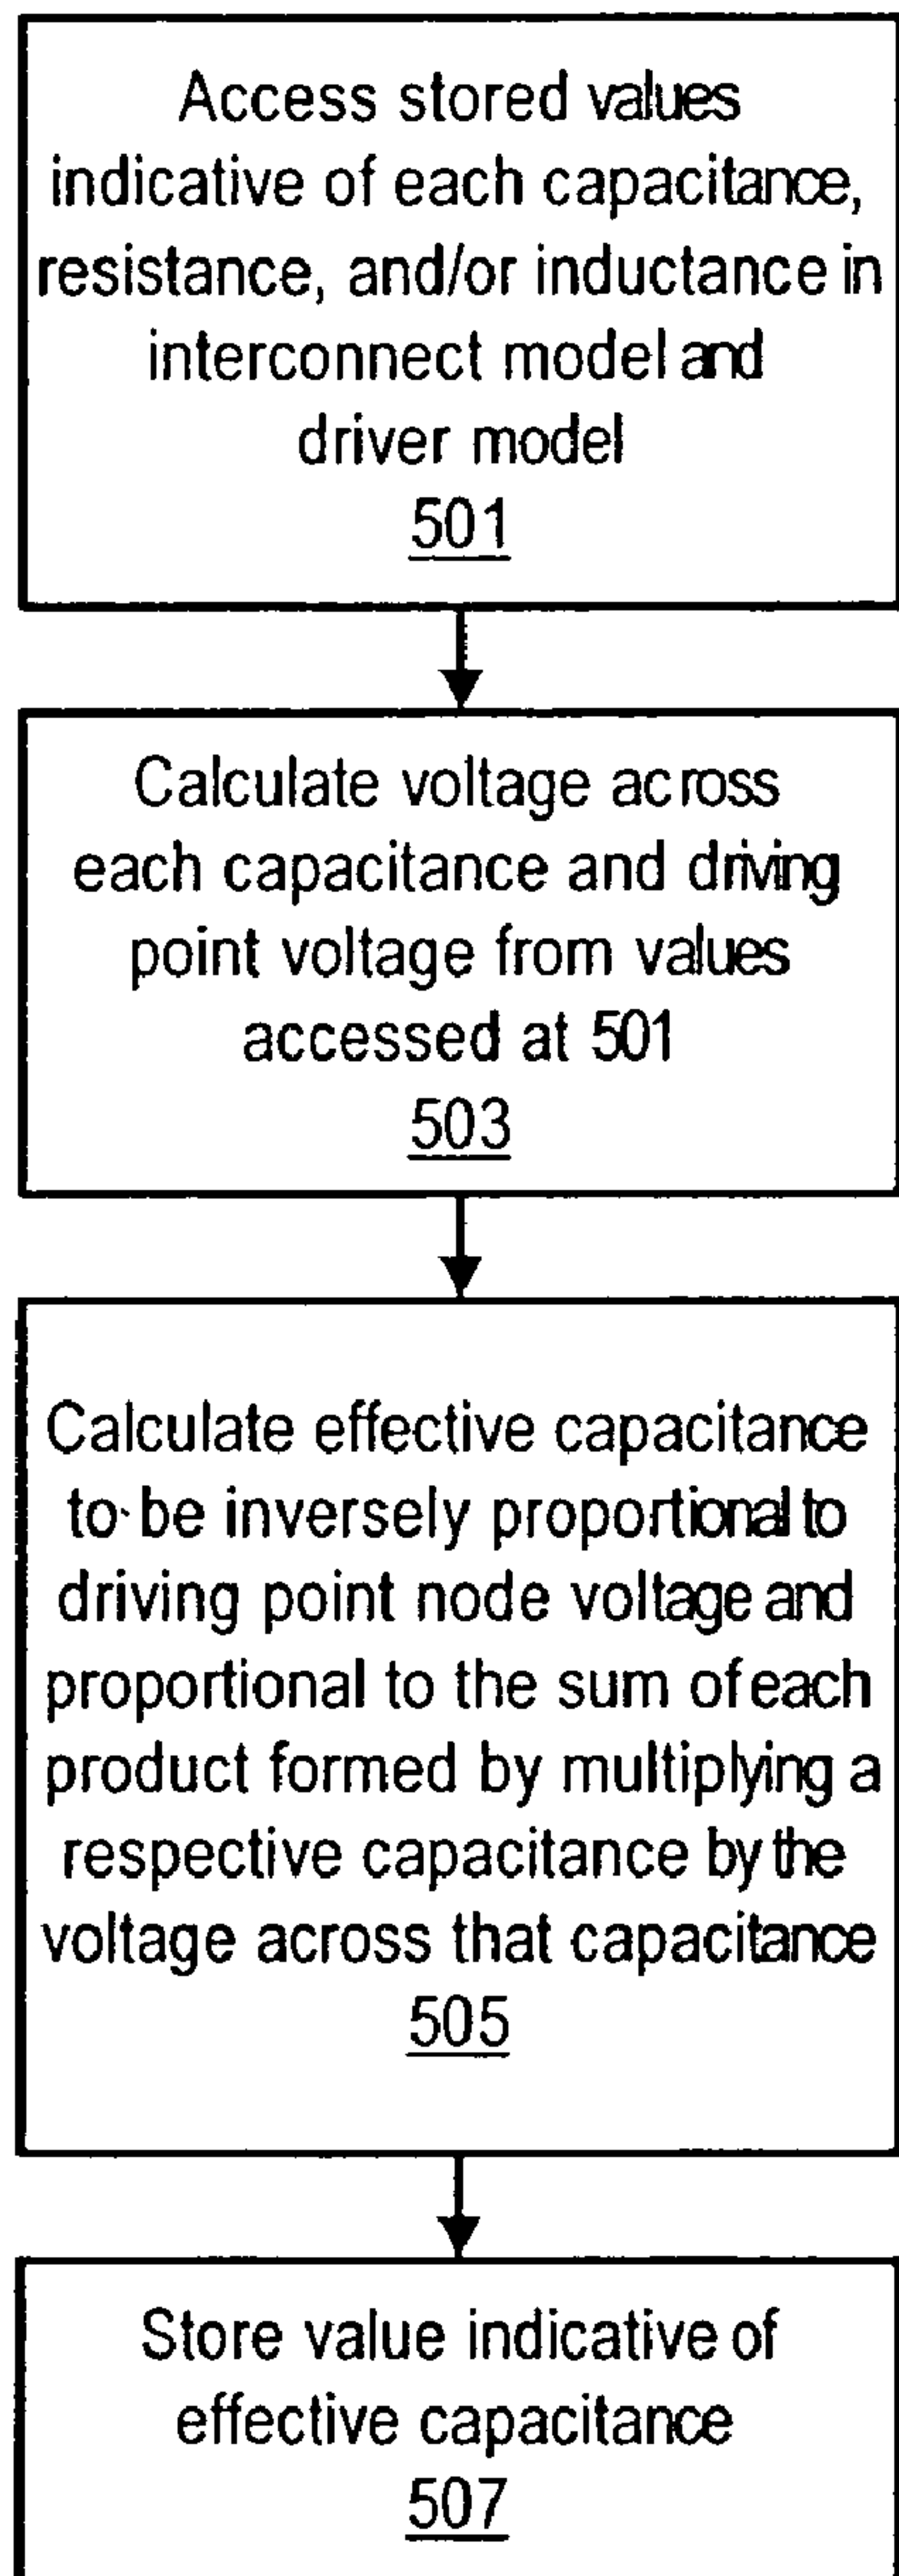 Access stored values
indicative of each capacitance,
resistance, and/or inductance in
interconnect model and
driver model
501
Calculate voltage across
each capacitance and driving
point voltage from values
accessed at 501
503
Calculate effective capacitance
to be inversely proportional to
driving point node voltage and
proportional to the sum of each
product formed by multiplying a
respective capacitance by the
voltage across that capacitance
505
Store value indicative of
effective capacitance
507